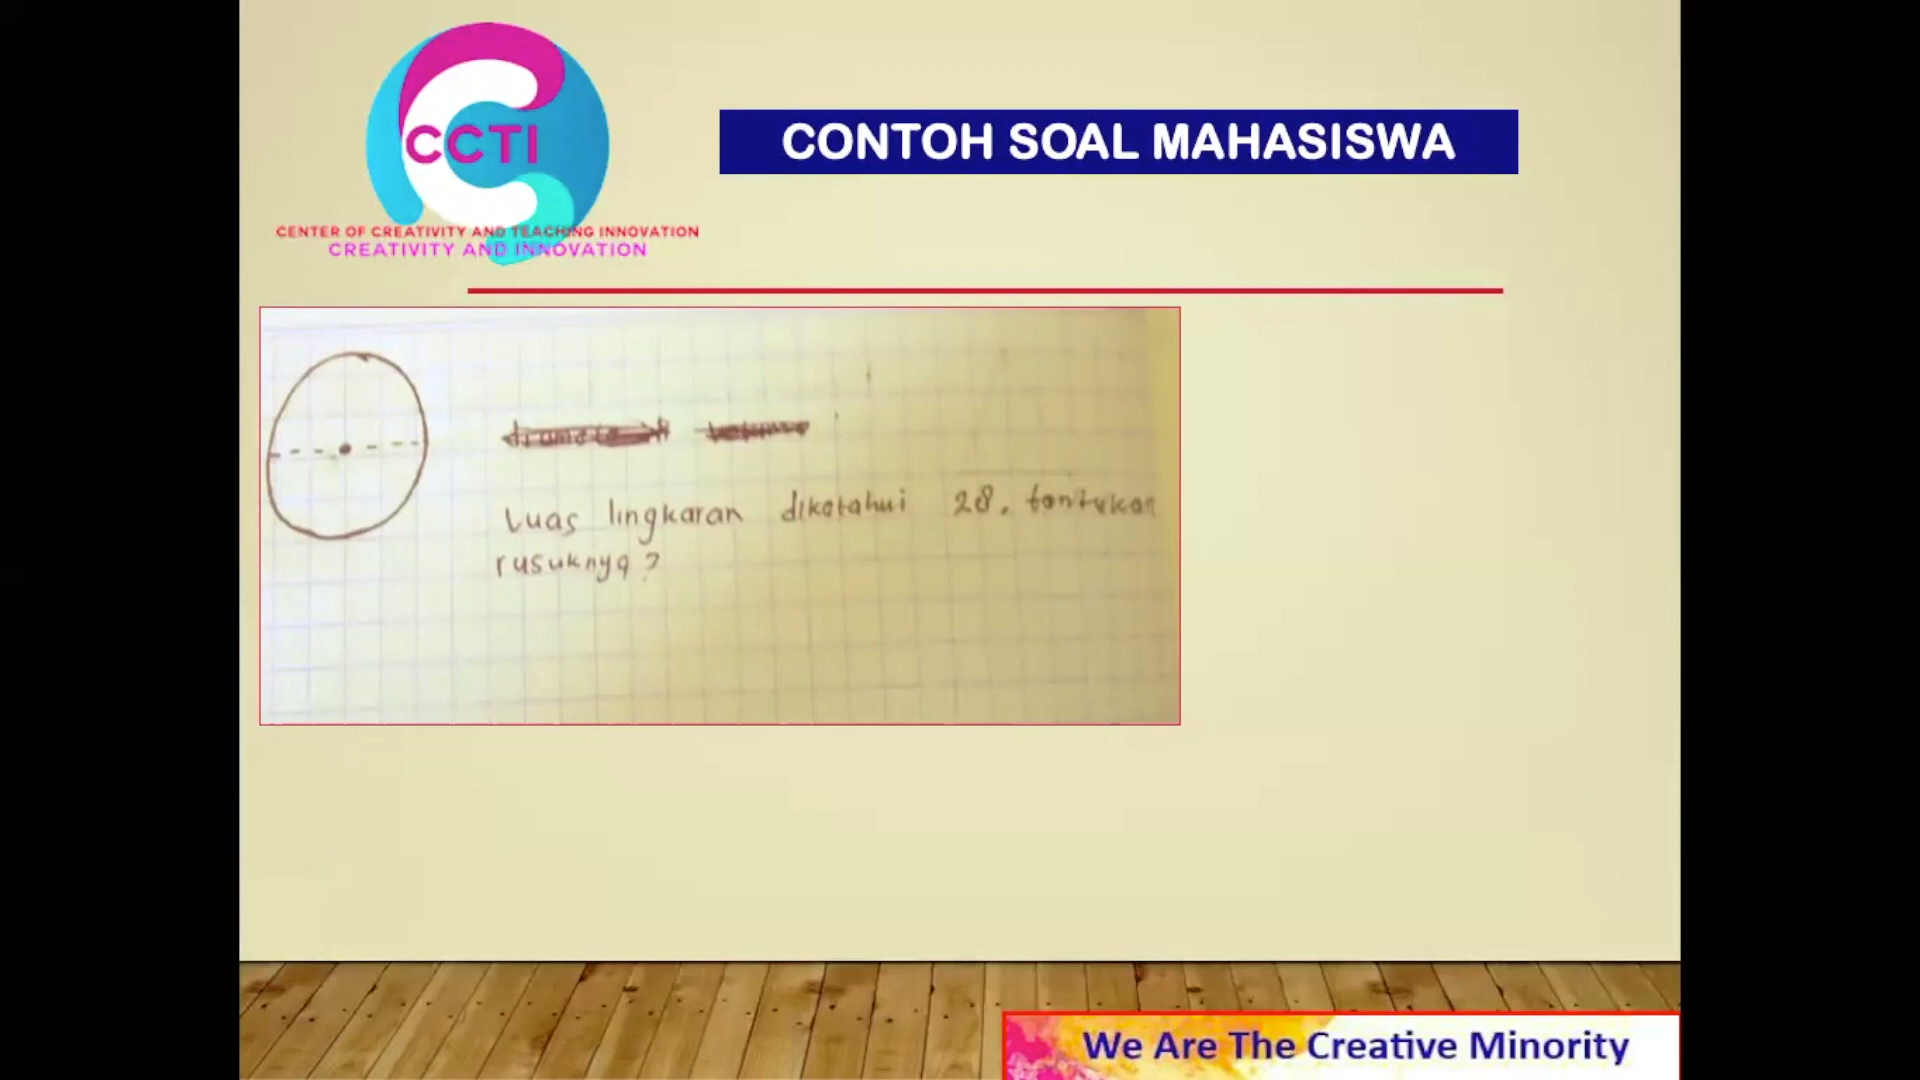 CCTI
CENTER OF CREATIVITY AND TEACHING INNOVATION
CREATIVITY AND INNOVATION
CONTOH SOAL MAHASISWA
Luas lingkaran diketahui 28. tentukan
rusuknya?
We Are The Creative Minority